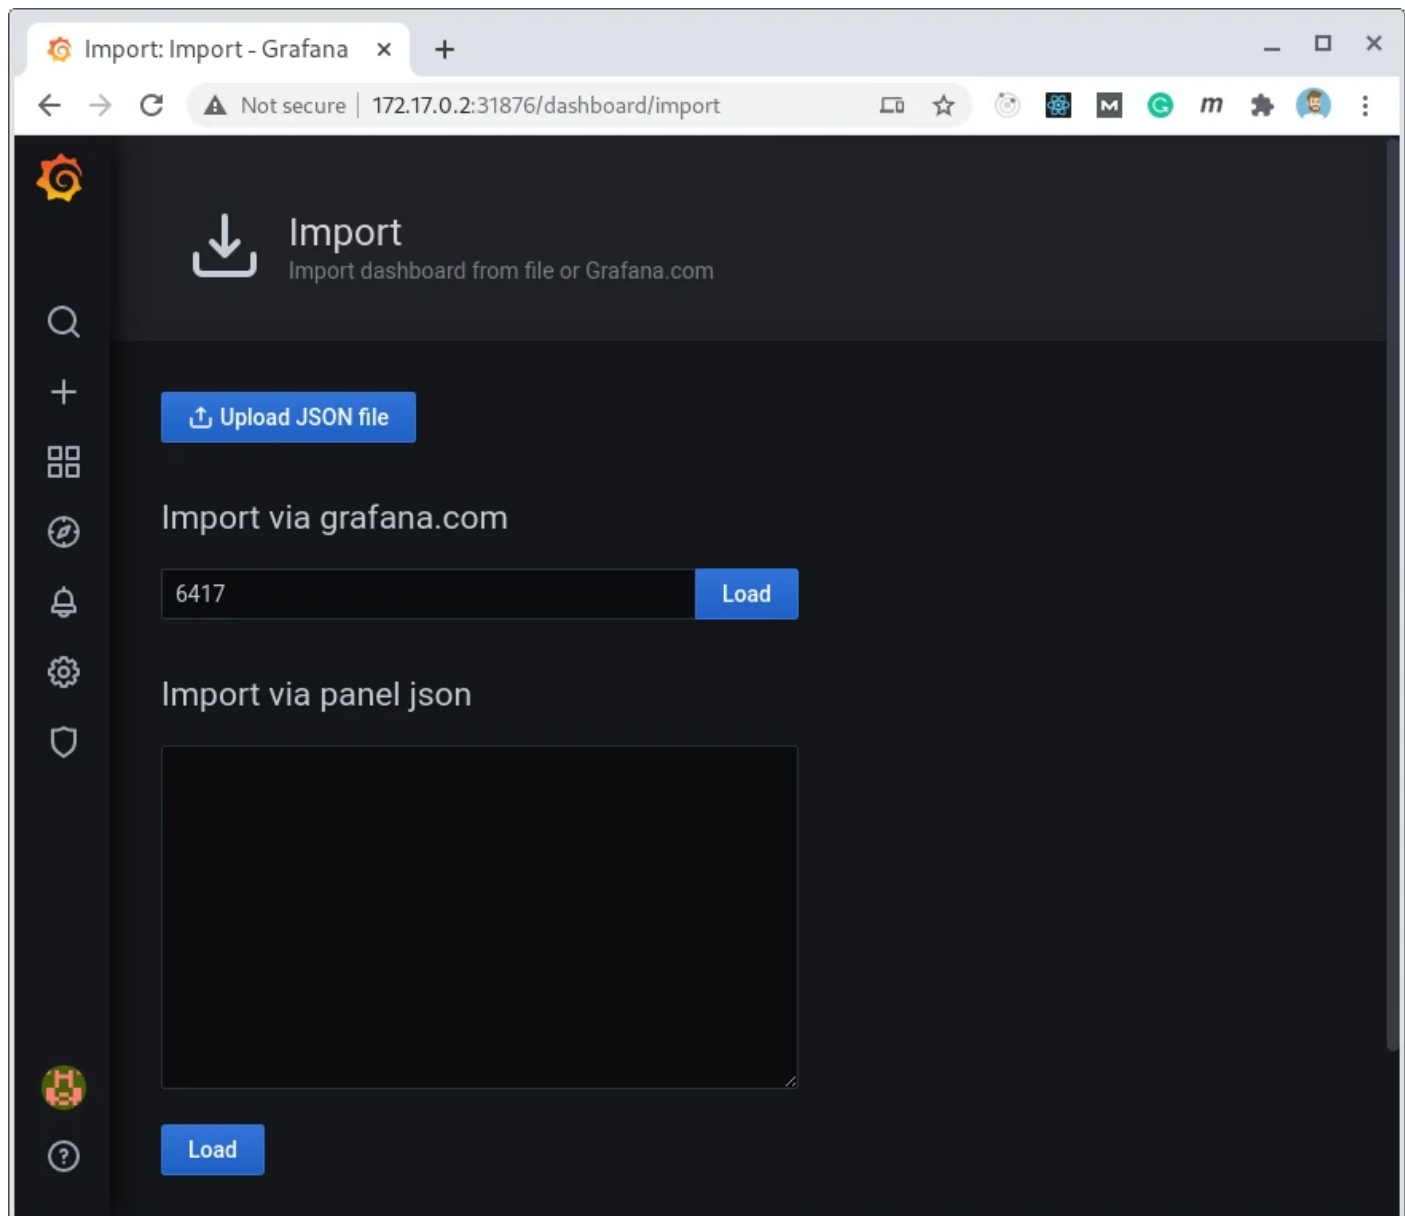 Import: Import - Grafana
Not secure 172.17.0.2:31876/dashboard/import
Import
Import dashboard from file or Grafana.com
Upload JSON file
Import via grafana.com
6417 Load
Import via panel json
Load